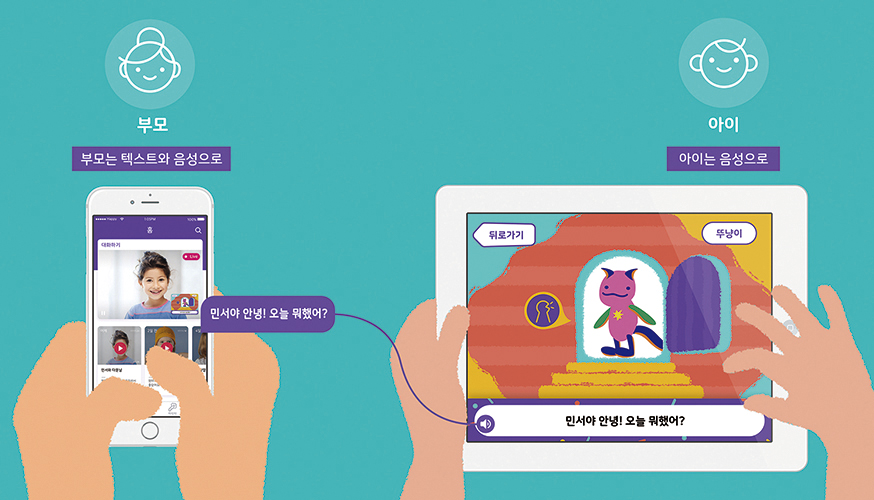 부모
아이
부모는 텍스트와 음성으로
아이는 음성으로
홈
대화하기
Live
민서야 안녕! 오늘 뭐했어?
뒤로가기
뚜냥이
민서야 안녕! 오늘 뭐했어?